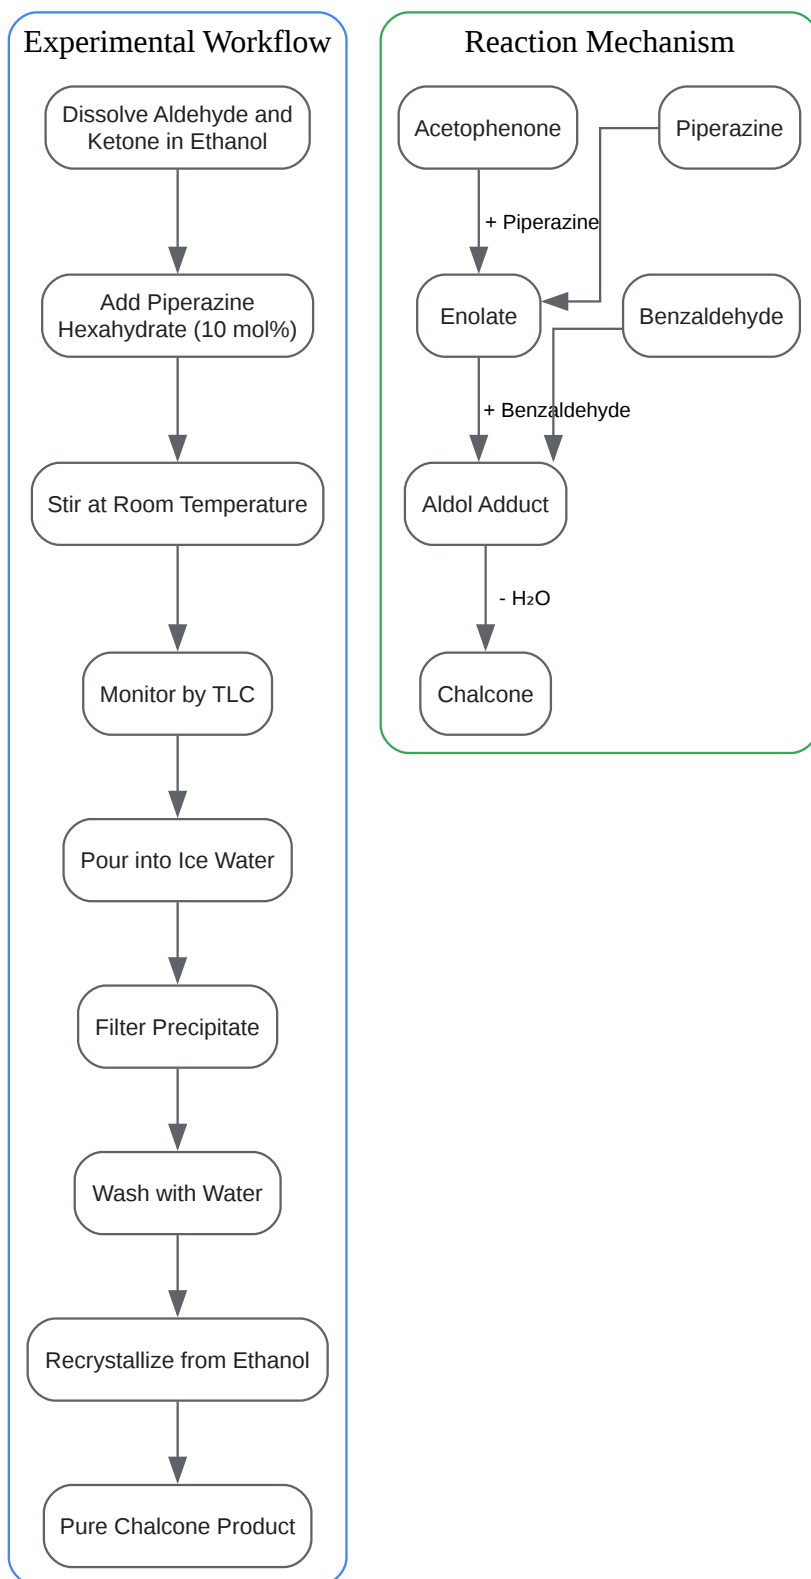 Experimental Workflow
Dissolve Aldehyde and
Ketone in Ethanol
Add Piperazine
Hexahydrate (10 mol%)
Stir at Room Temperature
Monitor by TLC
Pour into Ice Water
Filter Precipitate
Wash with Water
Recrystallize from Ethanol
Pure Chalcone Product
Reaction Mechanism
Acetophenone
Piperazine
+ Piperazine
Enolate
Benzaldehyde
+ Benzaldehyde
Aldol Adduct
- H₂O
Chalcone